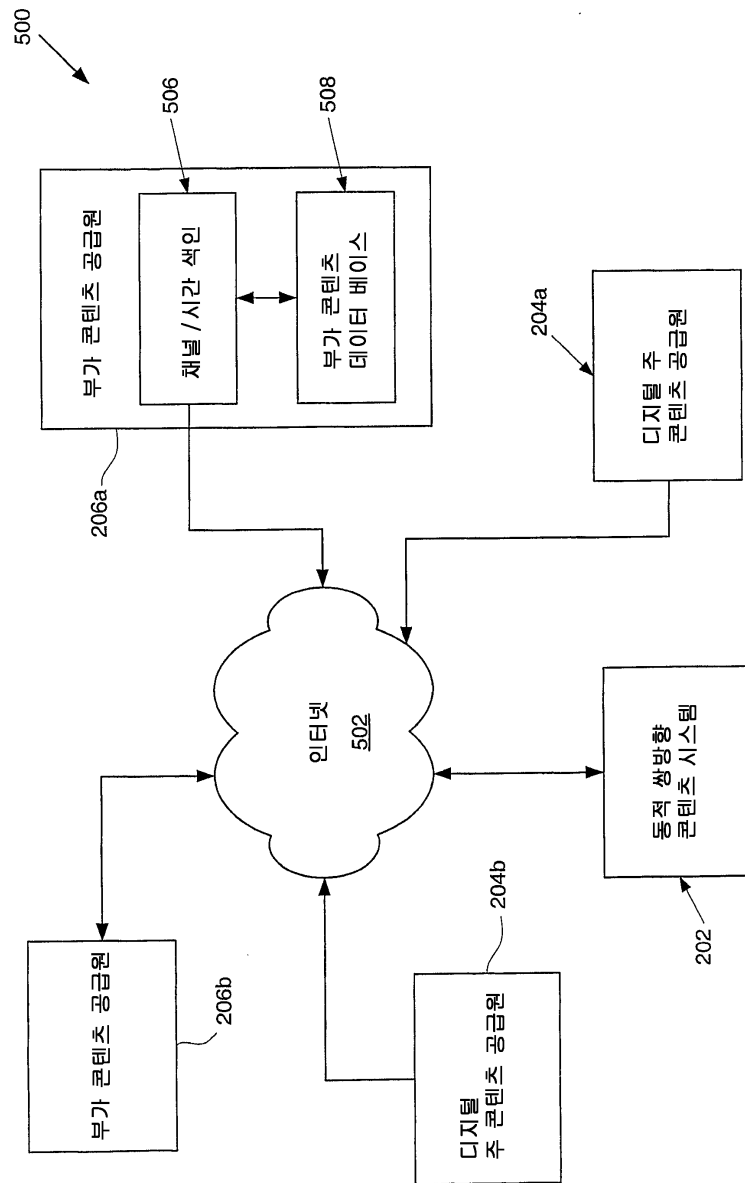 500
부가 콘텐츠 공급원
채널 /시간 색인
506
부가 콘텐츠
데이터 베이스
508
206a
부가 콘텐츠 공급원
206b
인터넷
502
디지털 주
콘텐츠 공급원
204a
디지털
주 콘텐츠 공급원
204b
동적 쌍방향
콘텐츠 시스템
202